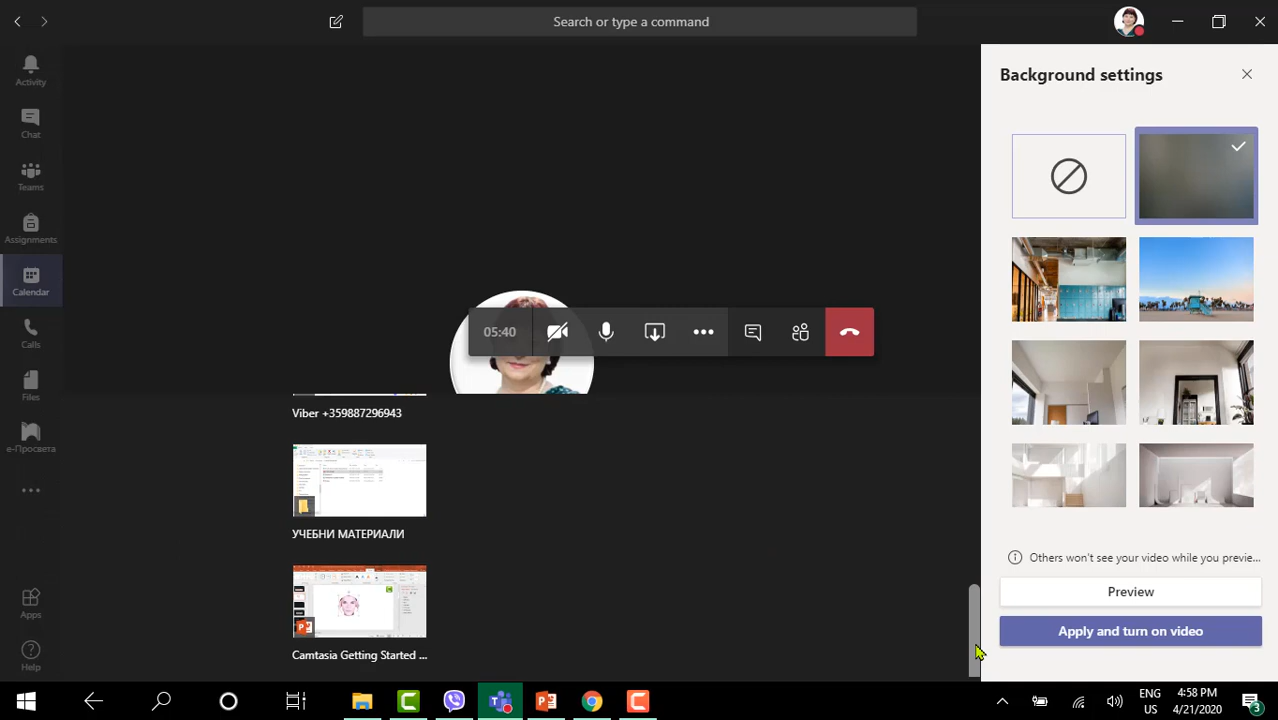 Search or type a command
Activity
Chat
Teams
Assignments
Calendar
Calls
Files
е-Просвета
Apps
Help
05:40
Viber +359887296943
УЧЕБНИ МАТЕРИАЛИ
Camtasia Getting Started ...
Background settings
Others won't see your video while you previe...
Preview
Apply and turn on video
ENG
US
4:58 PM
4/21/2020
3